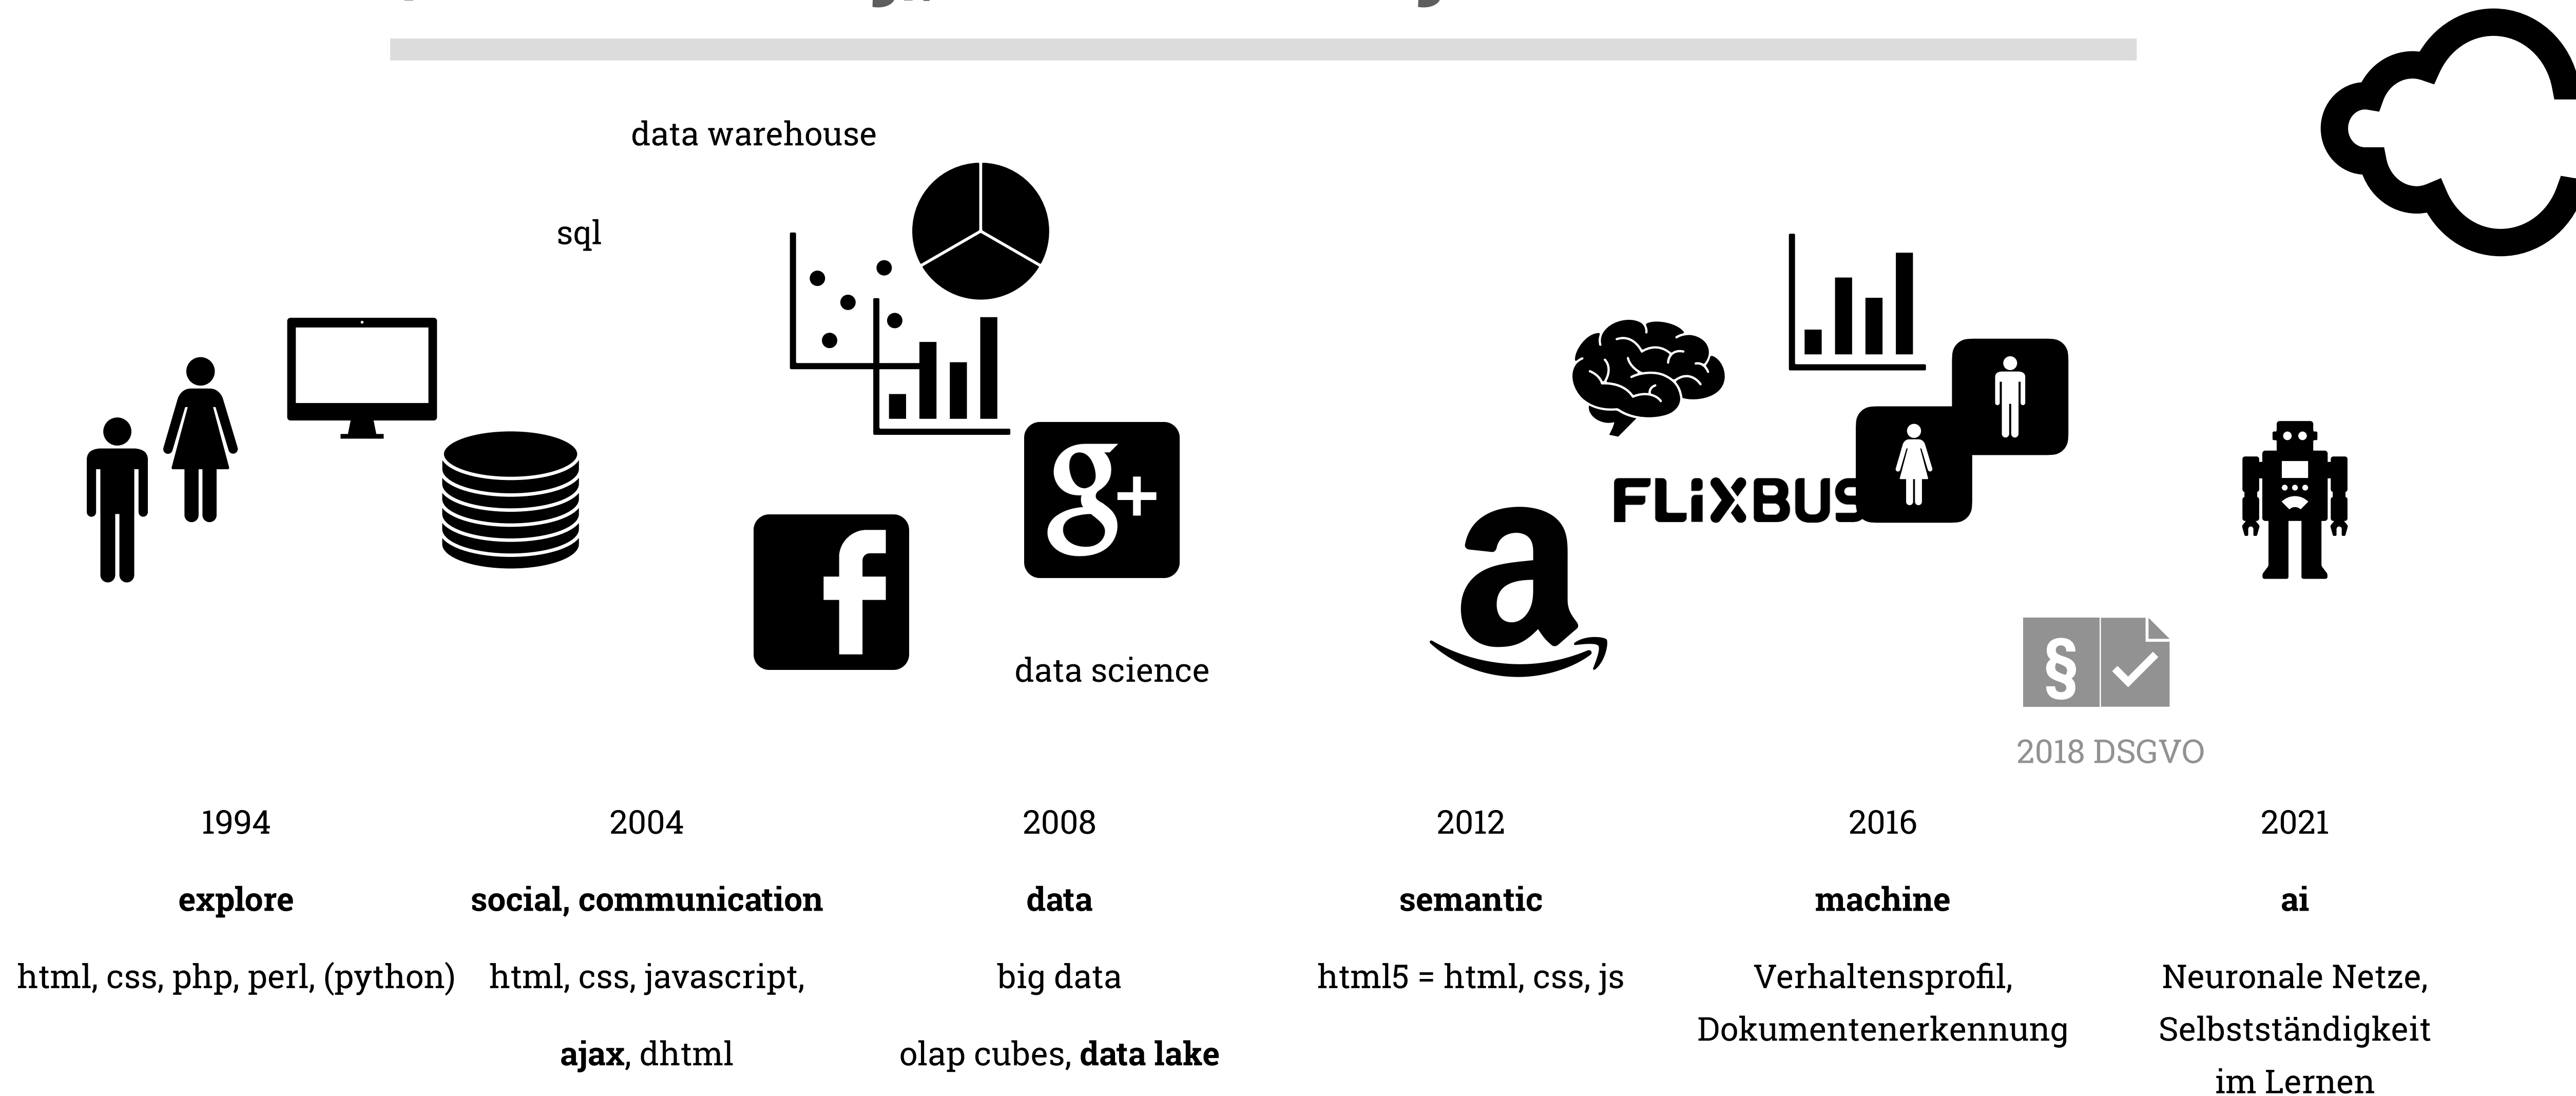 data warehouse
sql
g+
f
FLiXBUS
a
data science
§
2018 DSGVO
1994
explore
html, css, php, perl, (python)
2004
social, communication
html, css, javascript,
ajax, dhtml
2008
data
big data
olap cubes, data lake
2012
semantic
html5 = html, css, js
2016
machine
Verhaltensprofil,
Dokumentenerkennung
2021
ai
Neuronale Netze,
Selbstständigkeit
im Lernen